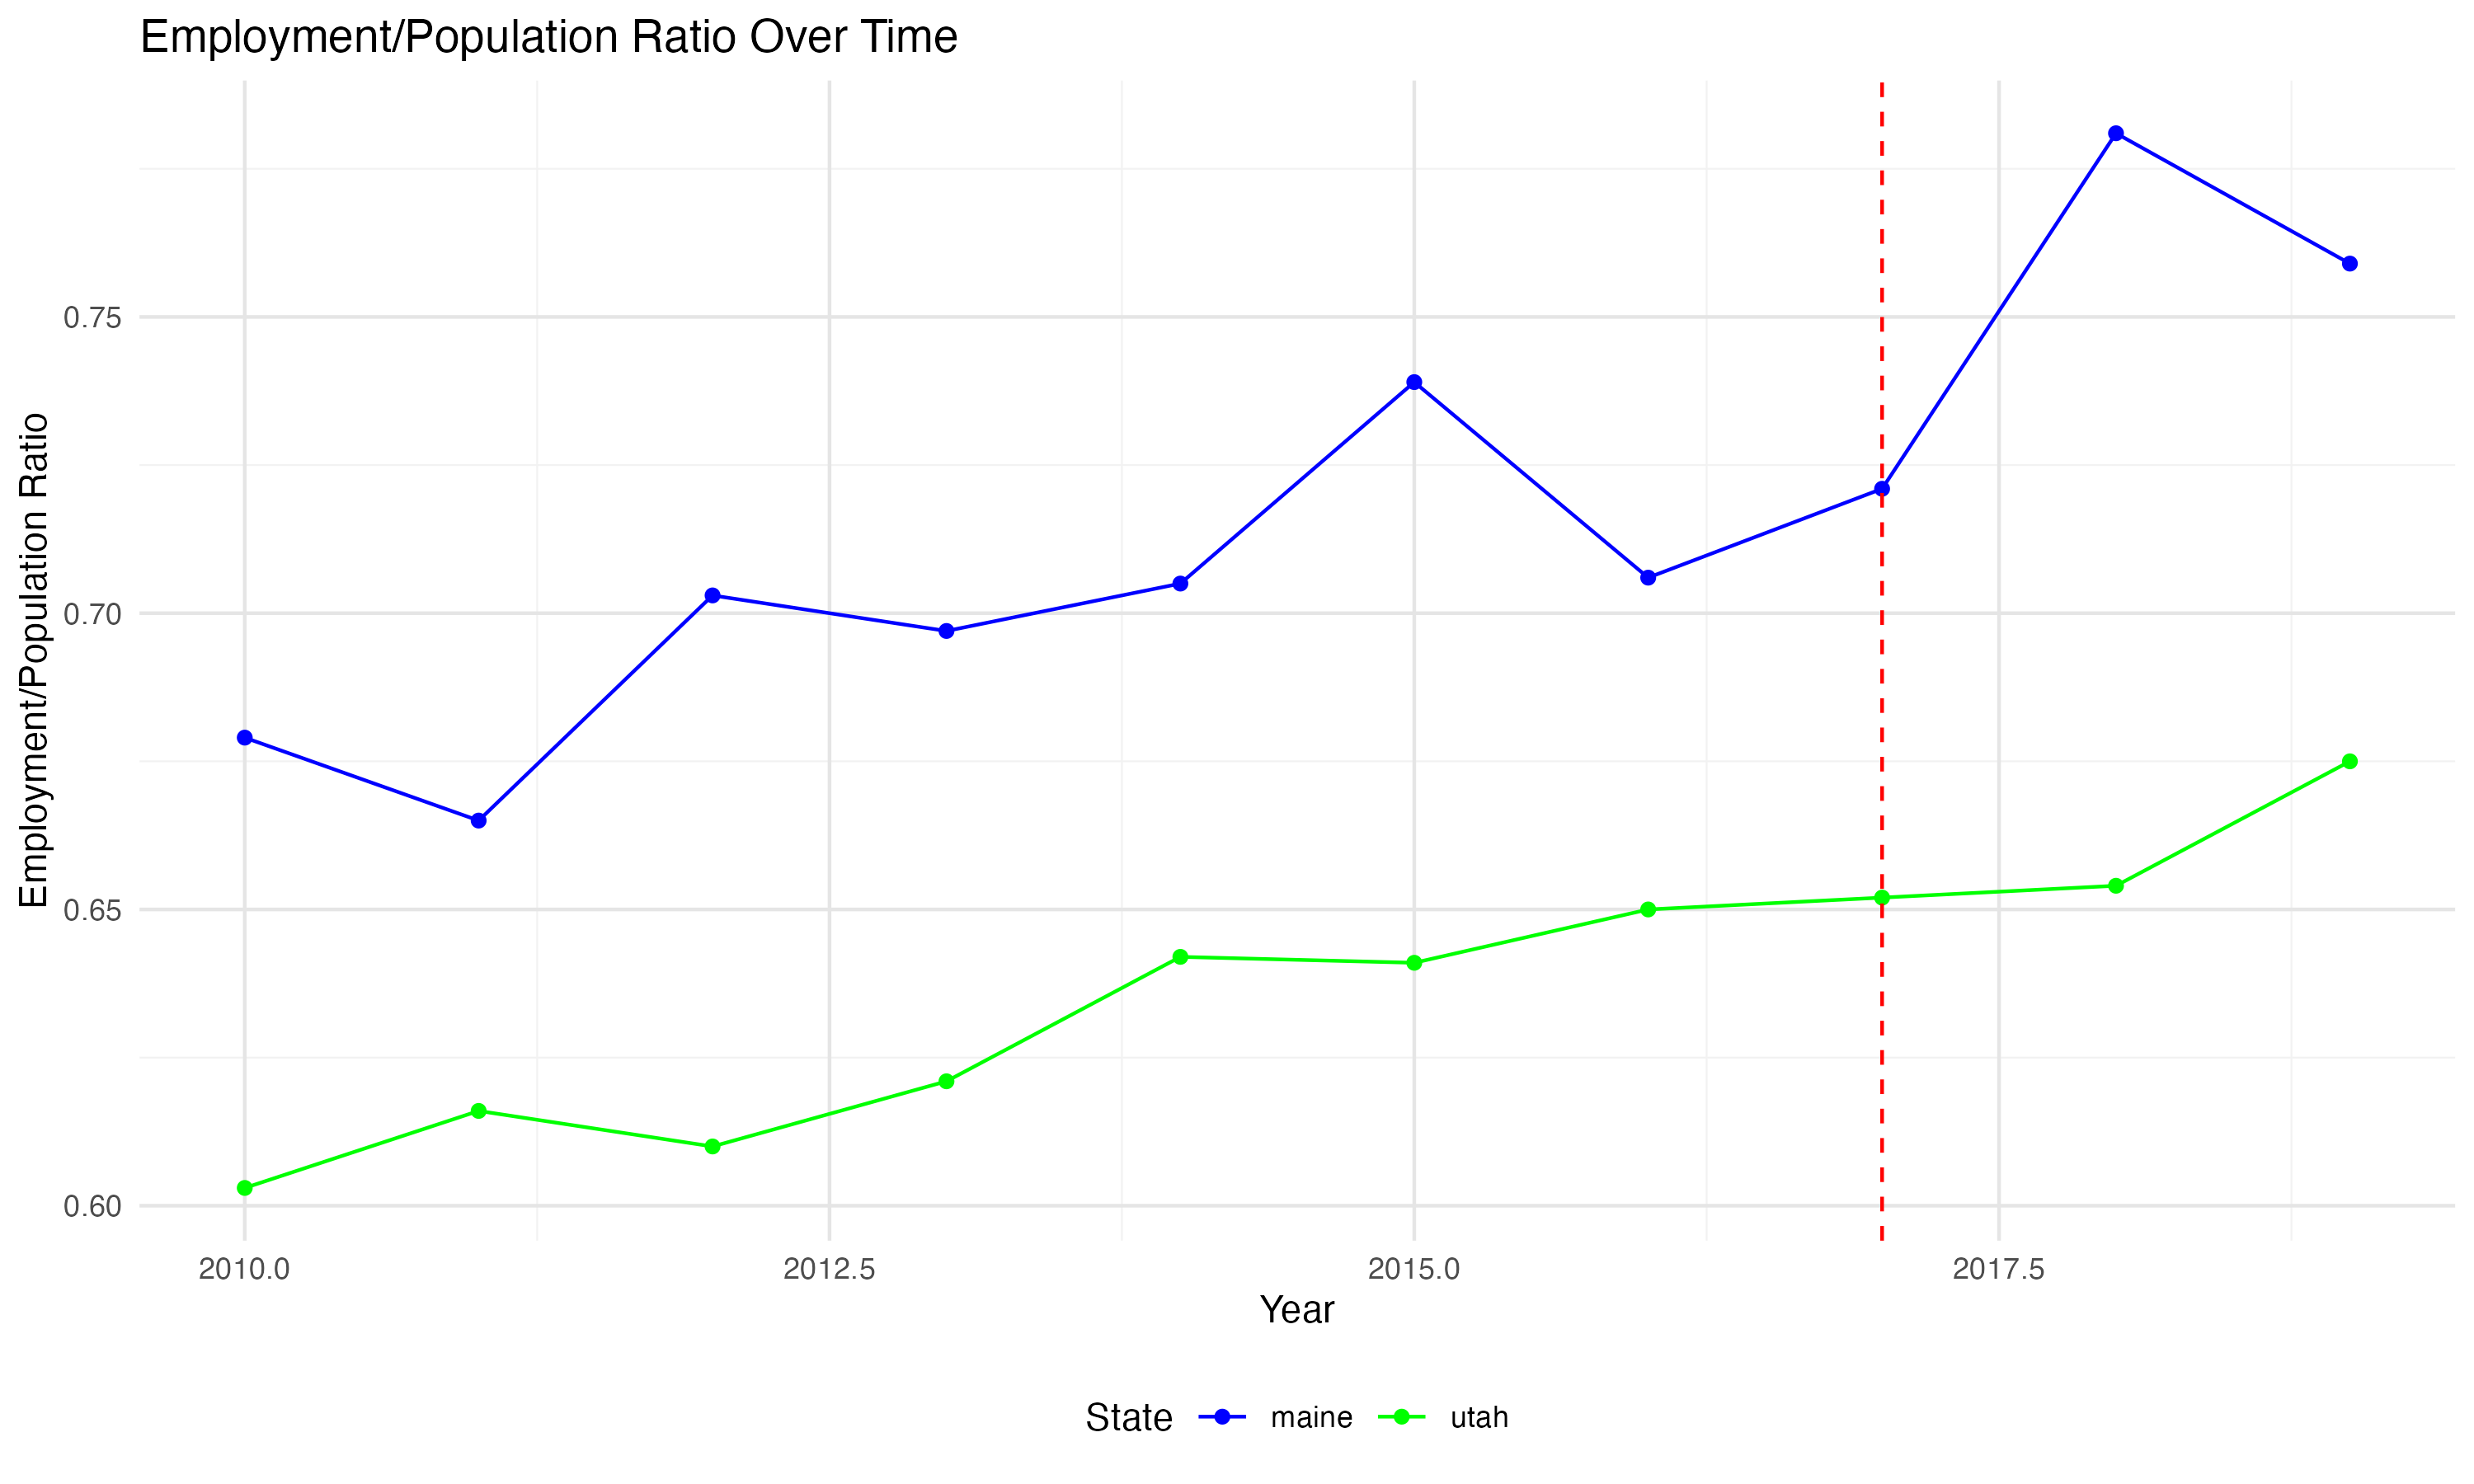 Employment/Population Ratio Over Time
Employment/Population Ratio
0.75
0.70
0.65
0.60
2010.0 2012.5 2015.0 2017.5
Year
State maine utah